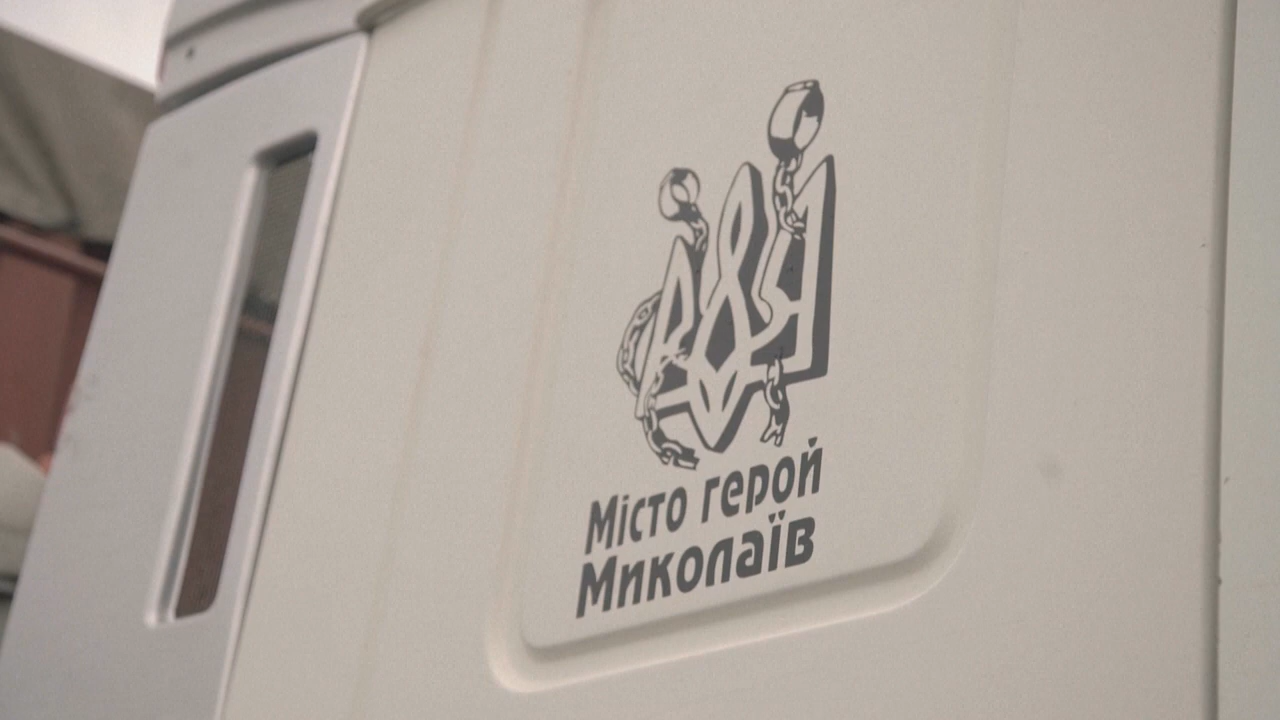 Місто герой
Миколаїв